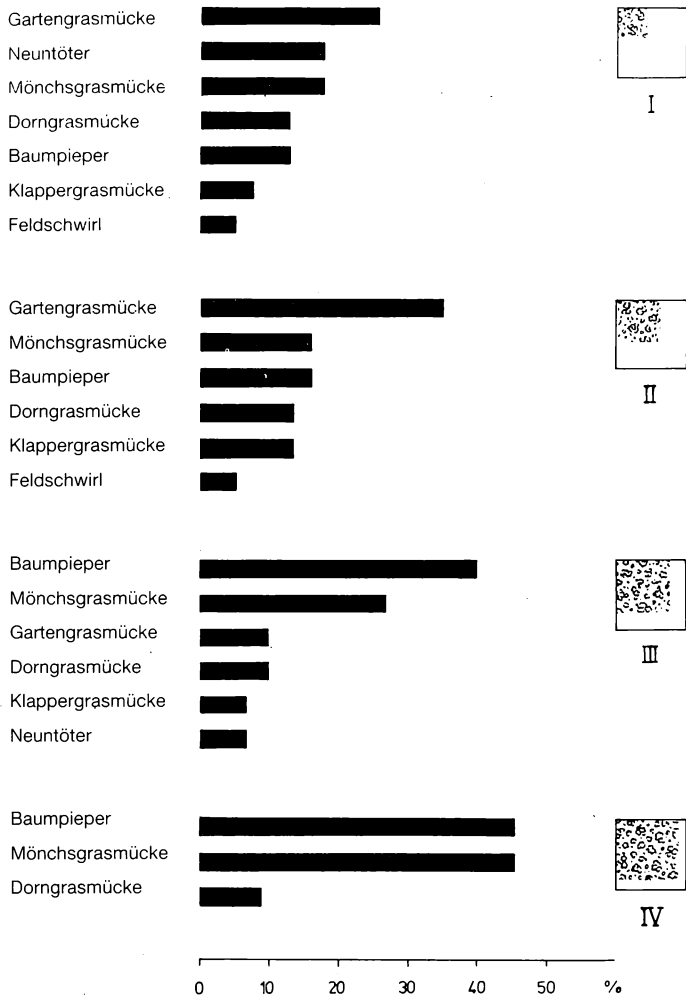 Gartengrasmücke
Neuntöter
Mönchsgrasmücke
Dorngrasmücke
Baumpieper
Klappergrasmücke
Feldschwirl
I
Gartengrasmücke
Mönchsgrasmücke
Baumpieper
Dorngrasmücke
Klappergrasmücke
Feldschwirl
II
Baumpieper
Mönchsgrasmücke
Gartengrasmücke
Dorngrasmücke
Klappergrasmücke
Neuntöter
III
Baumpieper
Mönchsgrasmücke
Dorngrasmücke
IV
0 10 20 30 40 50 %